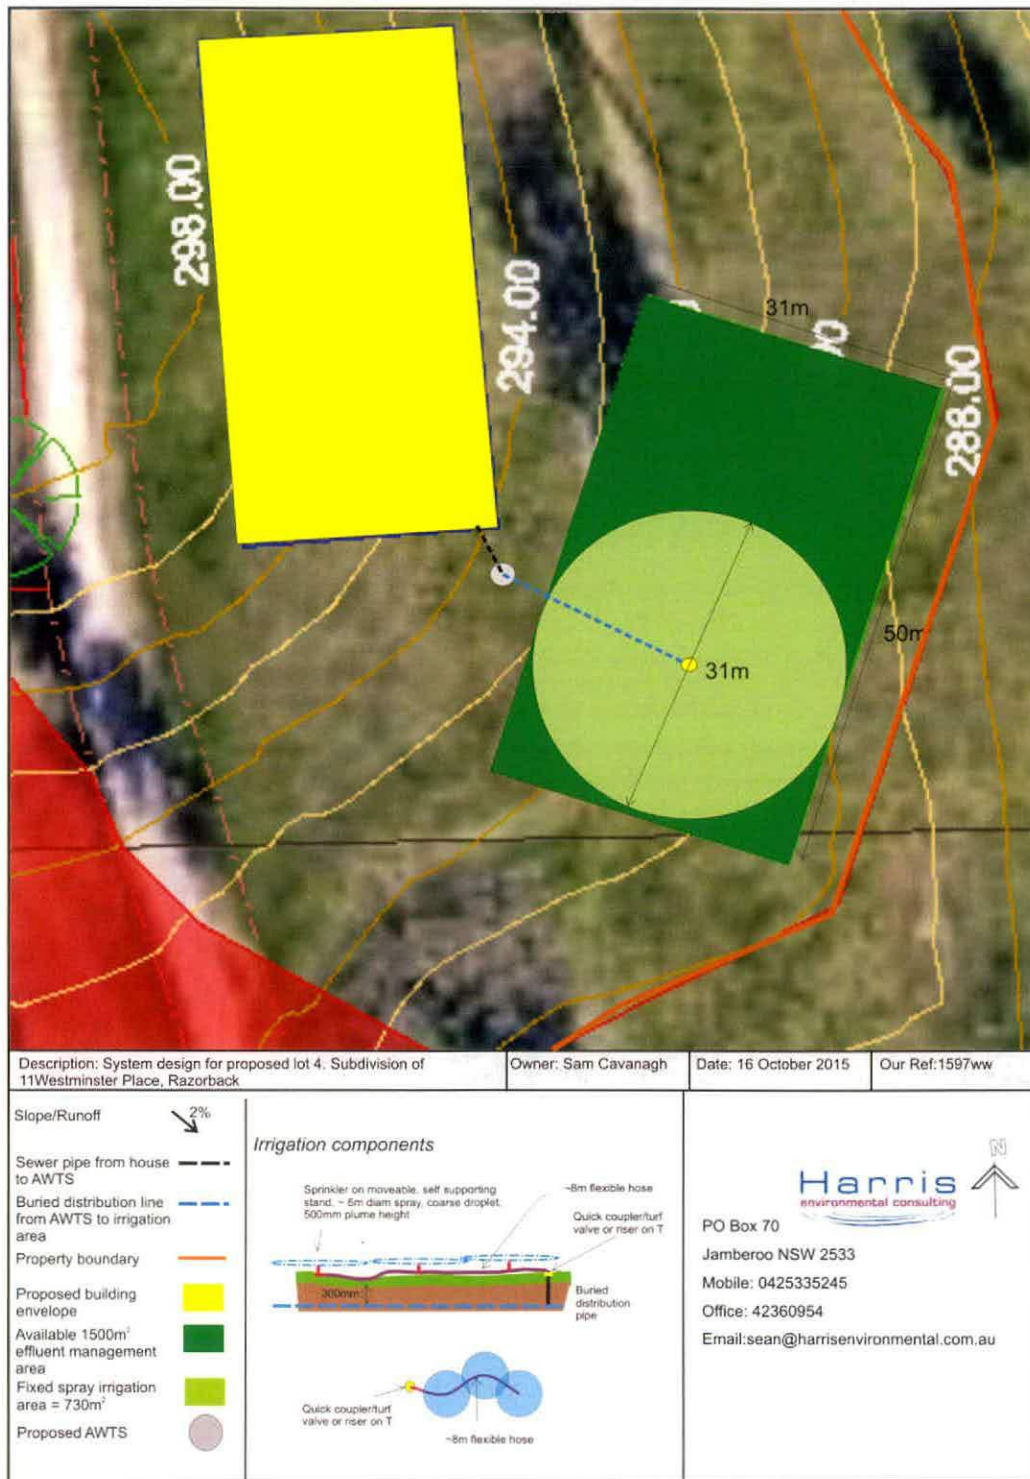 298.00
294.00
31m
288.00
50m
31m
Description: System design for proposed lot 4. Subdivision of
11Westminster Place, Razorback
Owner: Sam Cavanagh
Date: 16 October 2015
Our Ref:1597ww
Slope/Runoff
2%
Sewer pipe from house
to AWTS
Buried distribution line
from AWTS to irrigation
area
Property boundary
Proposed building
envelope
Available 1500m²
effluent management
area
Fixed spray irrigation
area = 730m²
Proposed AWTS
Irrigation components
Sprinkler on moveable, self supporting
stand, ~ 6m diam spray, coarse droplet,
500mm plume height
~8m flexible hose
Quick coupler/turf
valve or riser on T
300mm
Buried
distribution
pipe
Quick coupler/turf
valve or riser on T
~8m flexible hose
N
Harris
environmental consulting
PO Box 70
Jamberoo NSW 2533
Mobile: 0425335245
Office: 42360954
Email:sean@harrisenvironmental.com.au